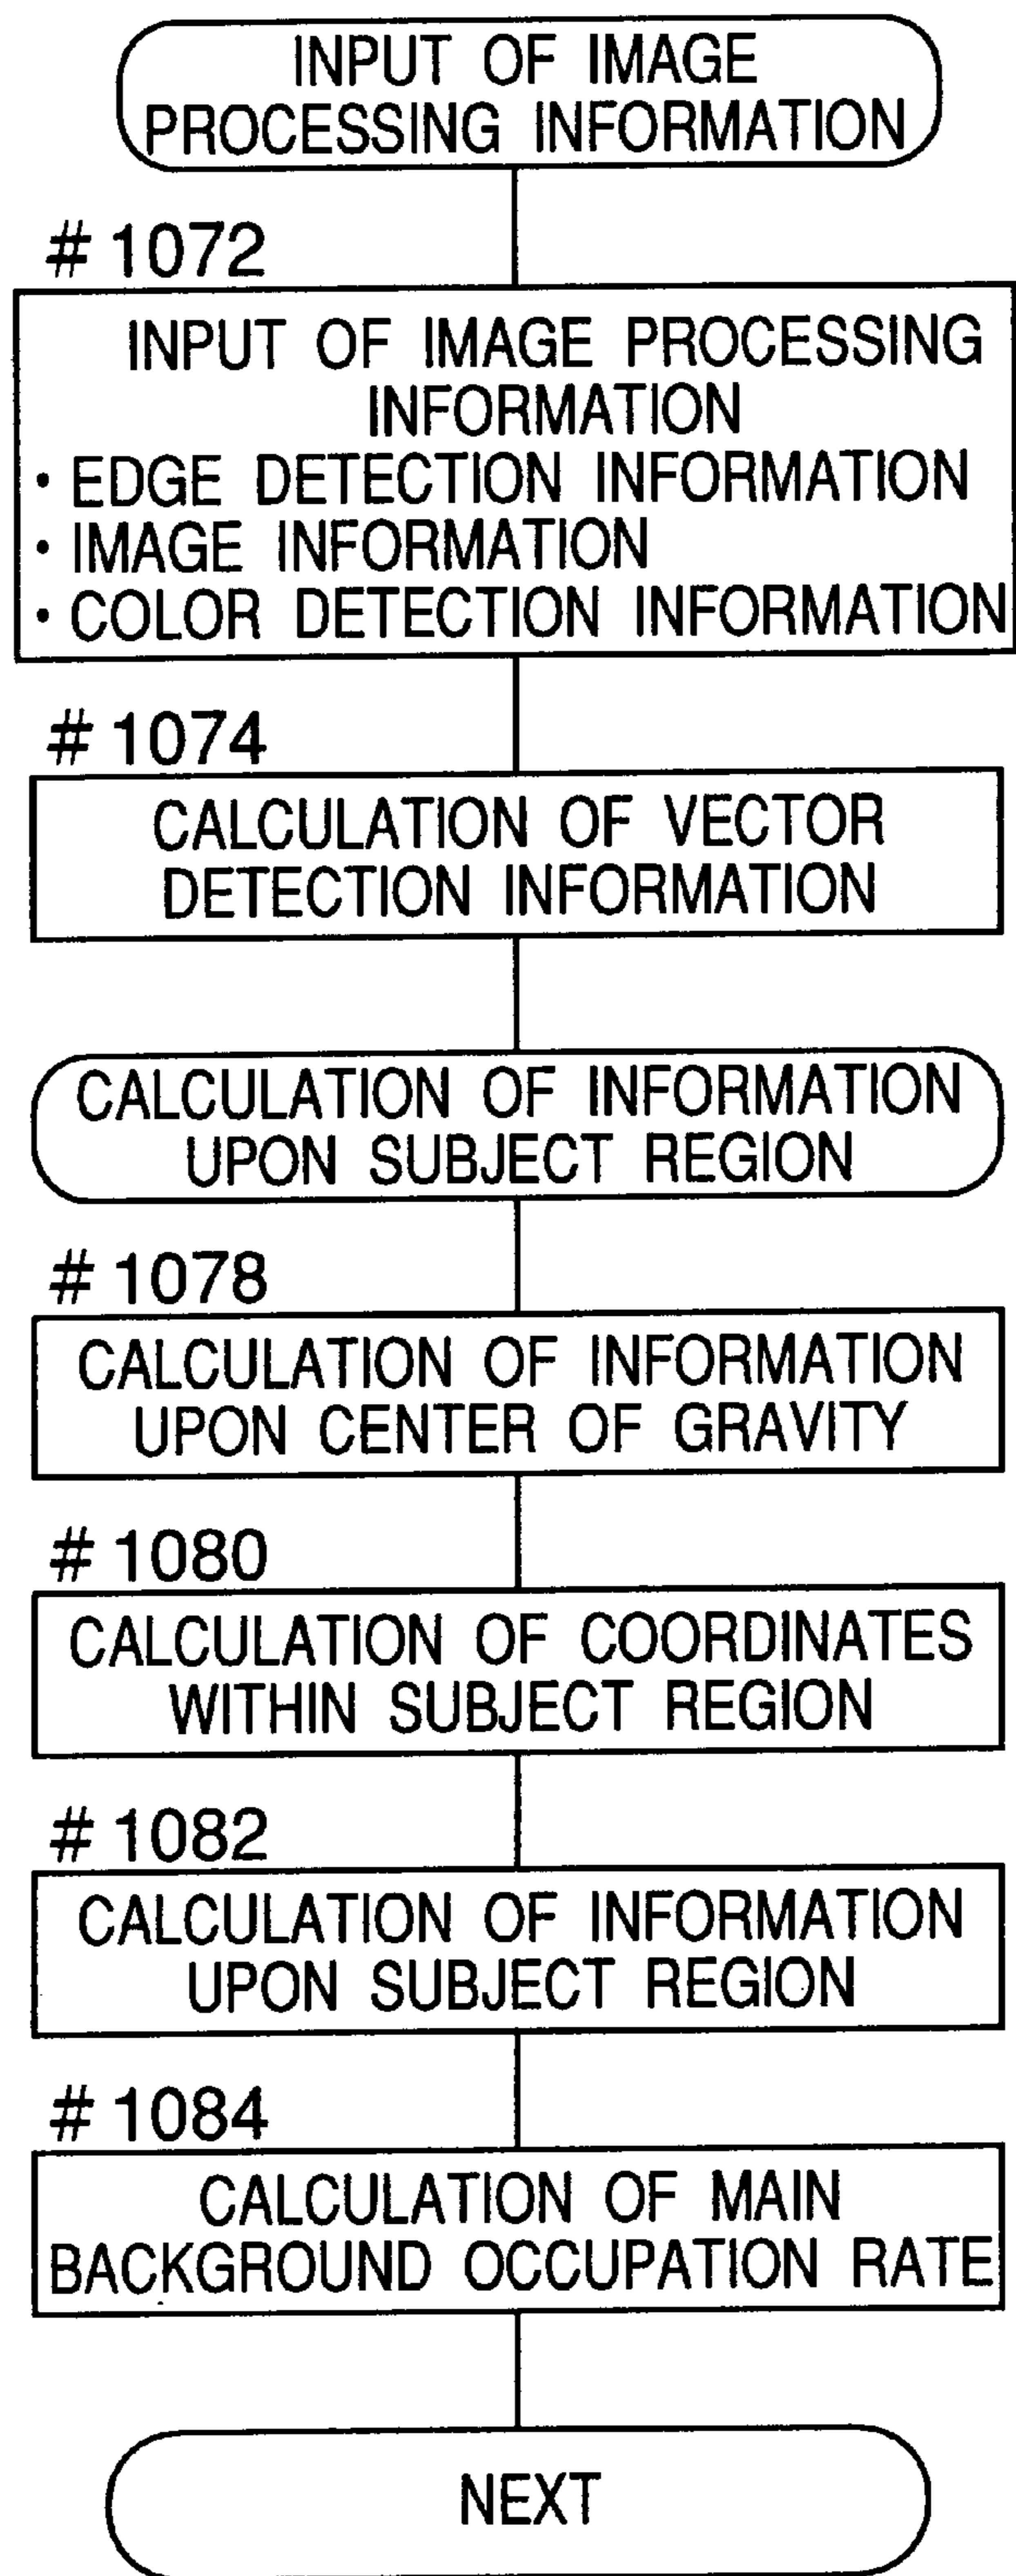 INPUT OF IMAGE
PROCESSING INFORMATION
# 1072
INPUT OF IMAGE PROCESSING
INFORMATION
• EDGE DETECTION INFORMATION
• IMAGE INFORMATION
• COLOR DETECTION INFORMATION
# 1074
CALCULATION OF VECTOR
DETECTION INFORMATION
CALCULATION OF INFORMATION
UPON SUBJECT REGION
# 1078
CALCULATION OF INFORMATION
UPON CENTER OF GRAVITY
# 1080
CALCULATION OF COORDINATES
WITHIN SUBJECT REGION
# 1082
CALCULATION OF INFORMATION
UPON SUBJECT REGION
# 1084
CALCULATION OF MAIN
BACKGROUND OCCUPATION RATE
NEXT